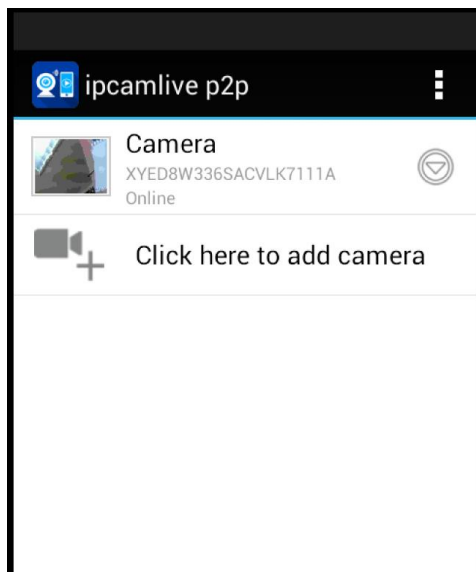 ipcamlive p2p
Camera
XYED8W336SACVLK7111A
Online
Click here to add camera